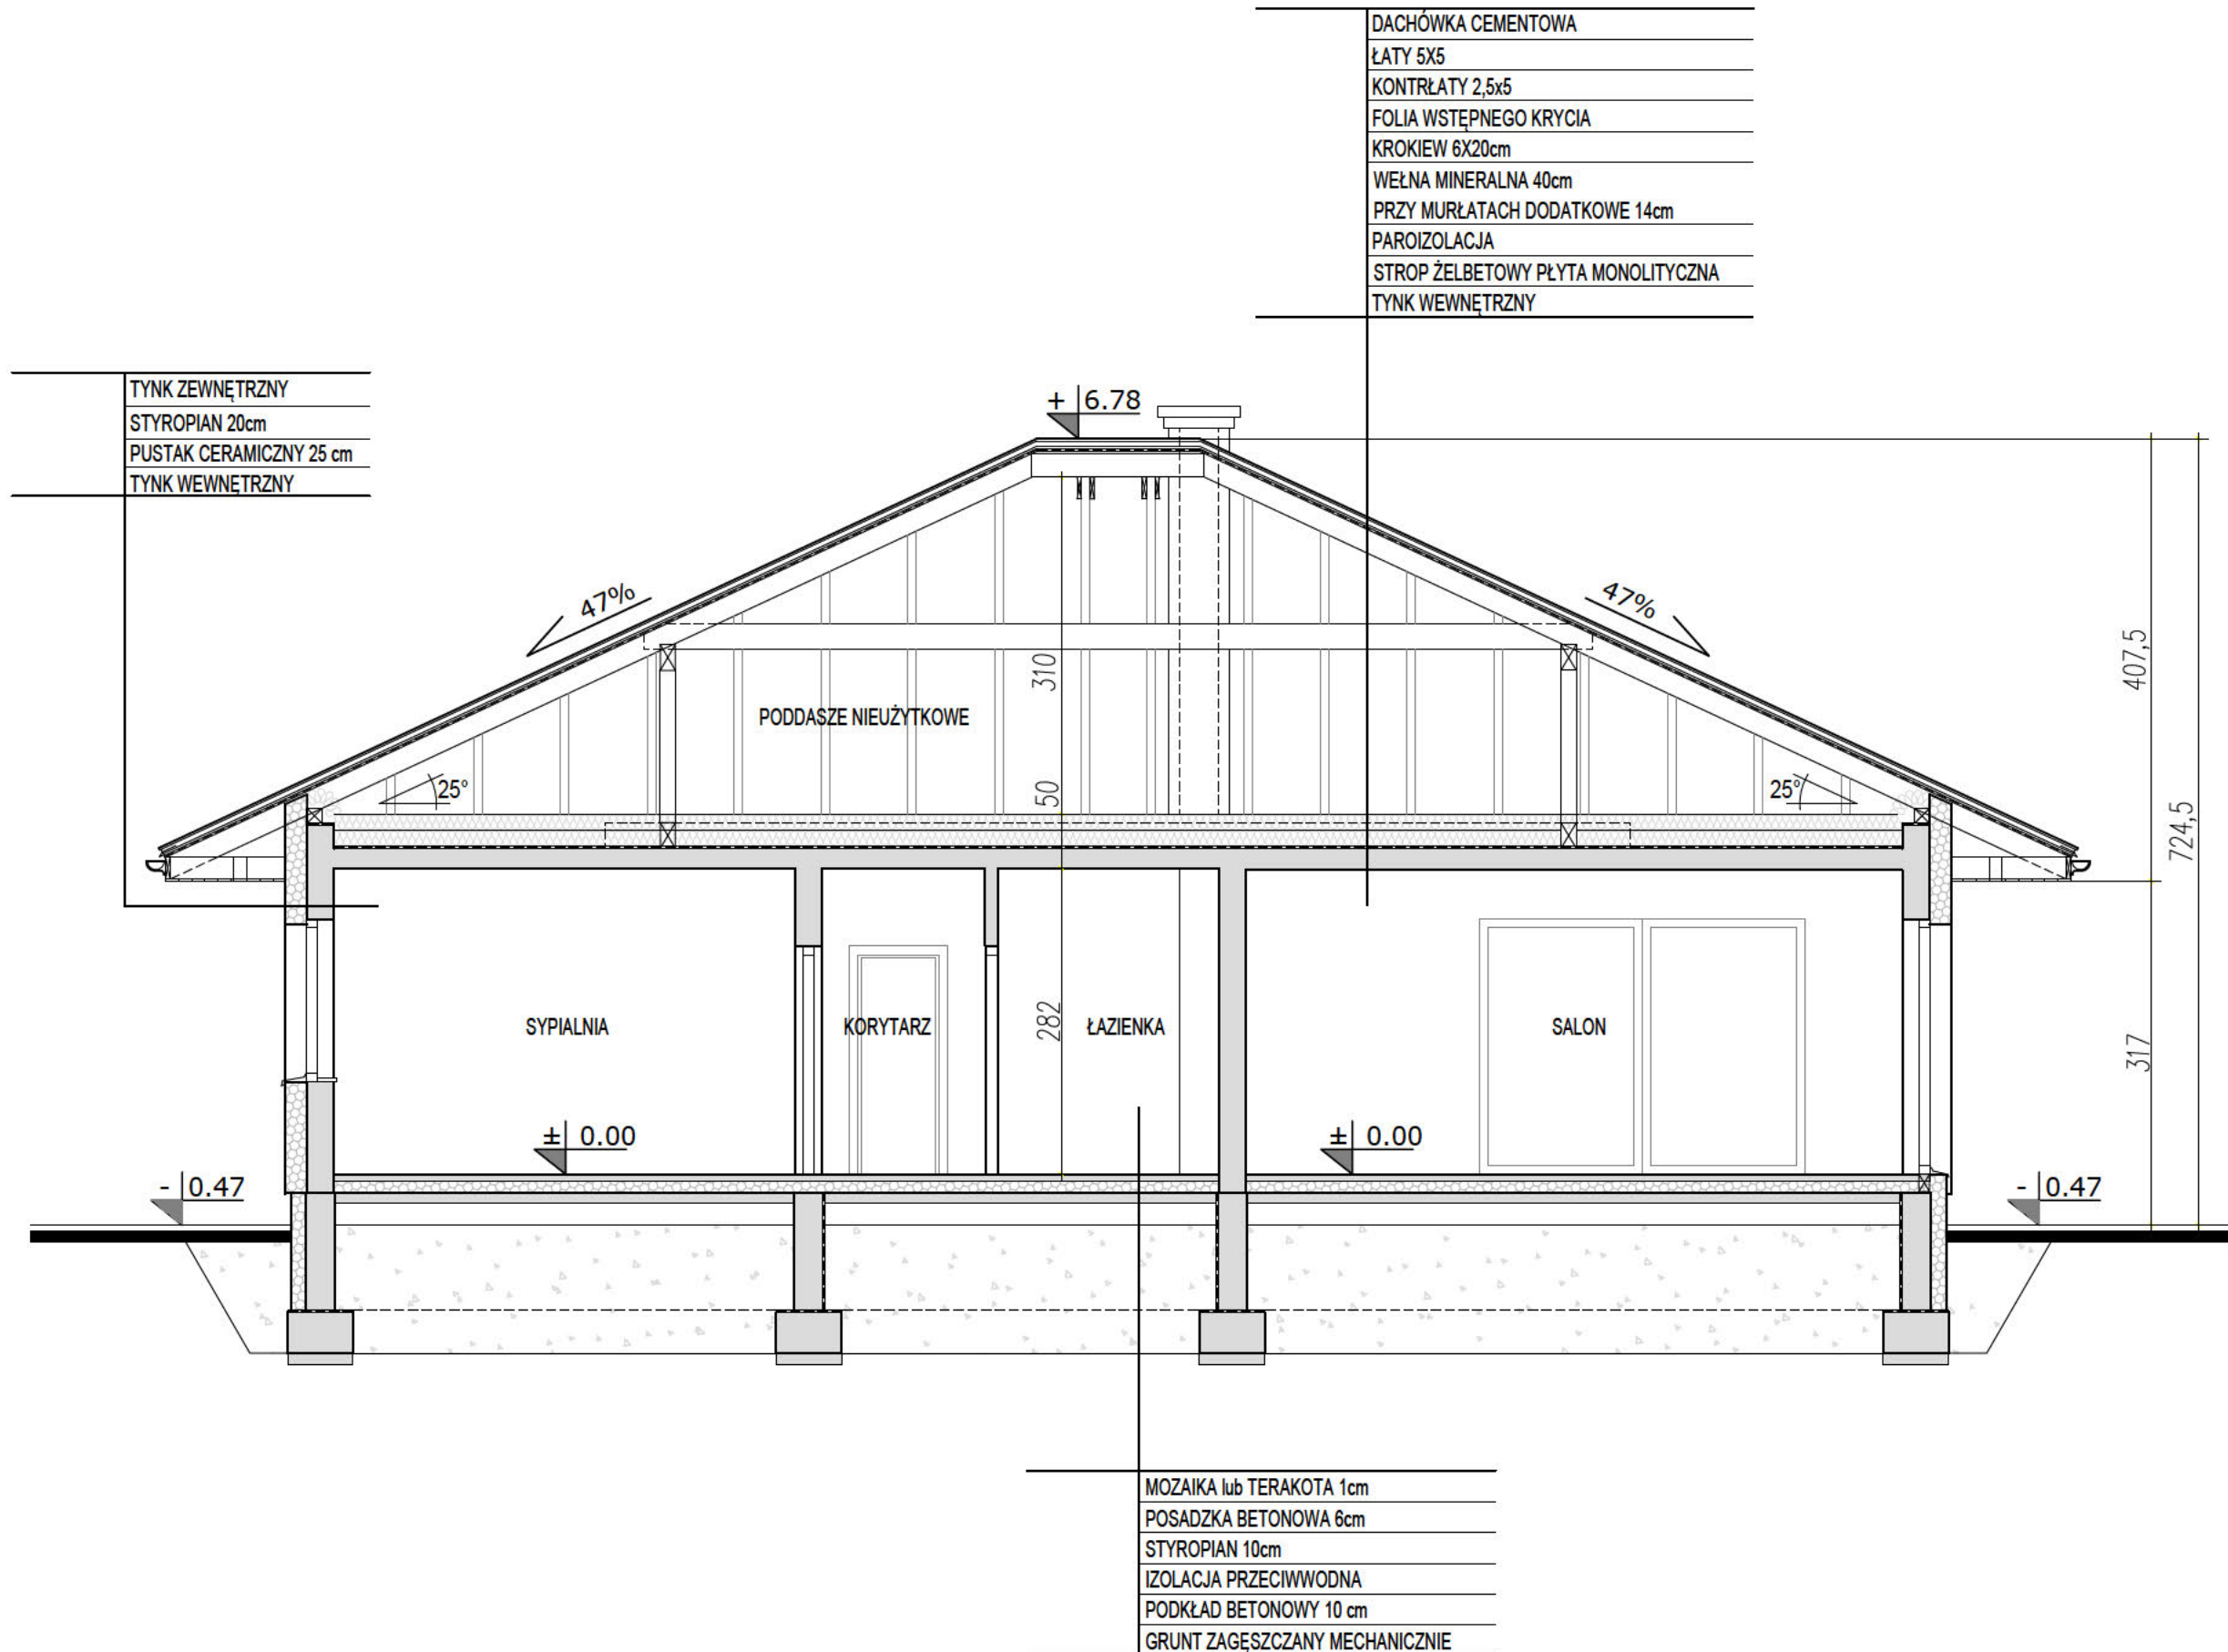 DACHÓWKA CEMENTOWA
ŁATY 5X5
KONTRŁATY 2,5x5
FOLIA WSTĘPNEGO KRYCIA
KROKIEW 6X20cm
WEŁNA MINERALNA 40cm
PRZY MURŁATACH DODATKOWE 14cm
PAROIZOLACJA
STROP ŻELBETOWY PŁYTA MONOLITYCZNA
TYNK WEWNĘTRZNY
TYNK ZEWNĘTRZNY
STYROPIAN 20cm
PUSTAK CERAMICZNY 25 cm
TYNK WEWNĘTRZNY
+ 6.78
47%
47%
407,5
310
PODDASZE NIEUŻYTKOWE
50
25°
25°
724,5
SYPIALNIA
KORYTARZ
282
ŁAZIENKA
SALON
317
± 0.00
± 0.00
- 0.47
- 0.47
MOZAIKA lub TERAKOTA 1cm
POSADZKA BETONOWA 6cm
STYROPIAN 10cm
IZOLACJA PRZECIWWODNA
PODKŁAD BETONOWY 10 cm
GRUNT ZAGĘSZCZANY MECHANICZNIE